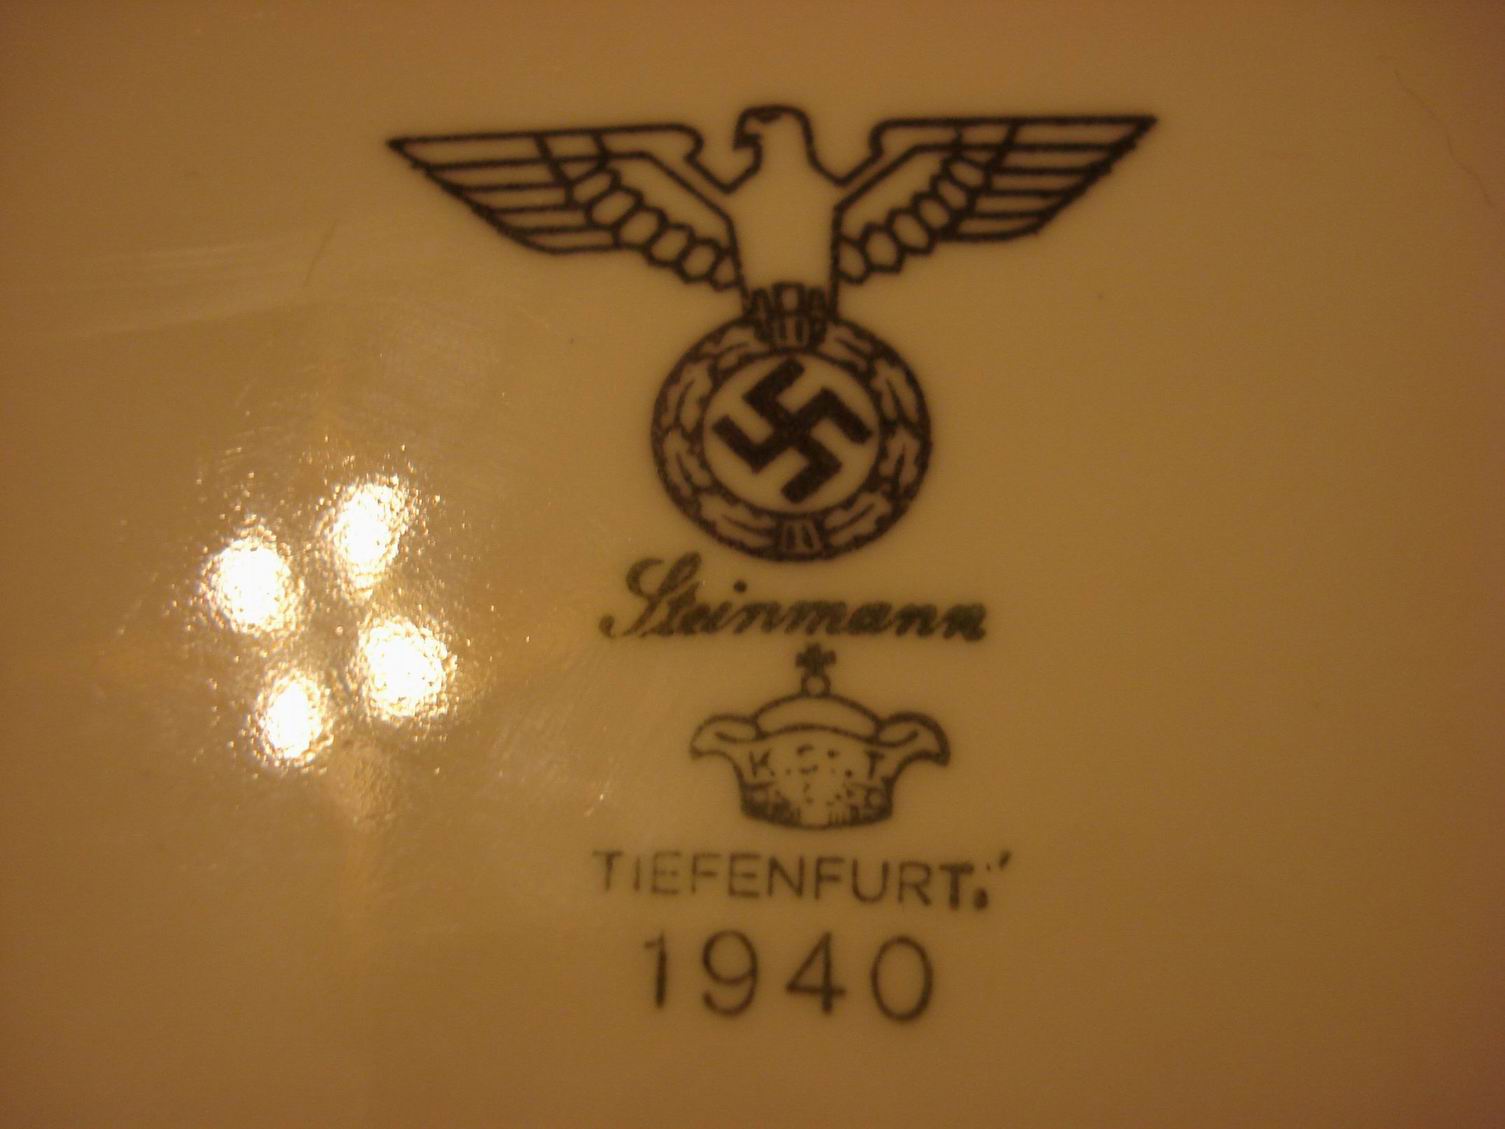 Steinmann
K S T
TIEFENFURT
1940